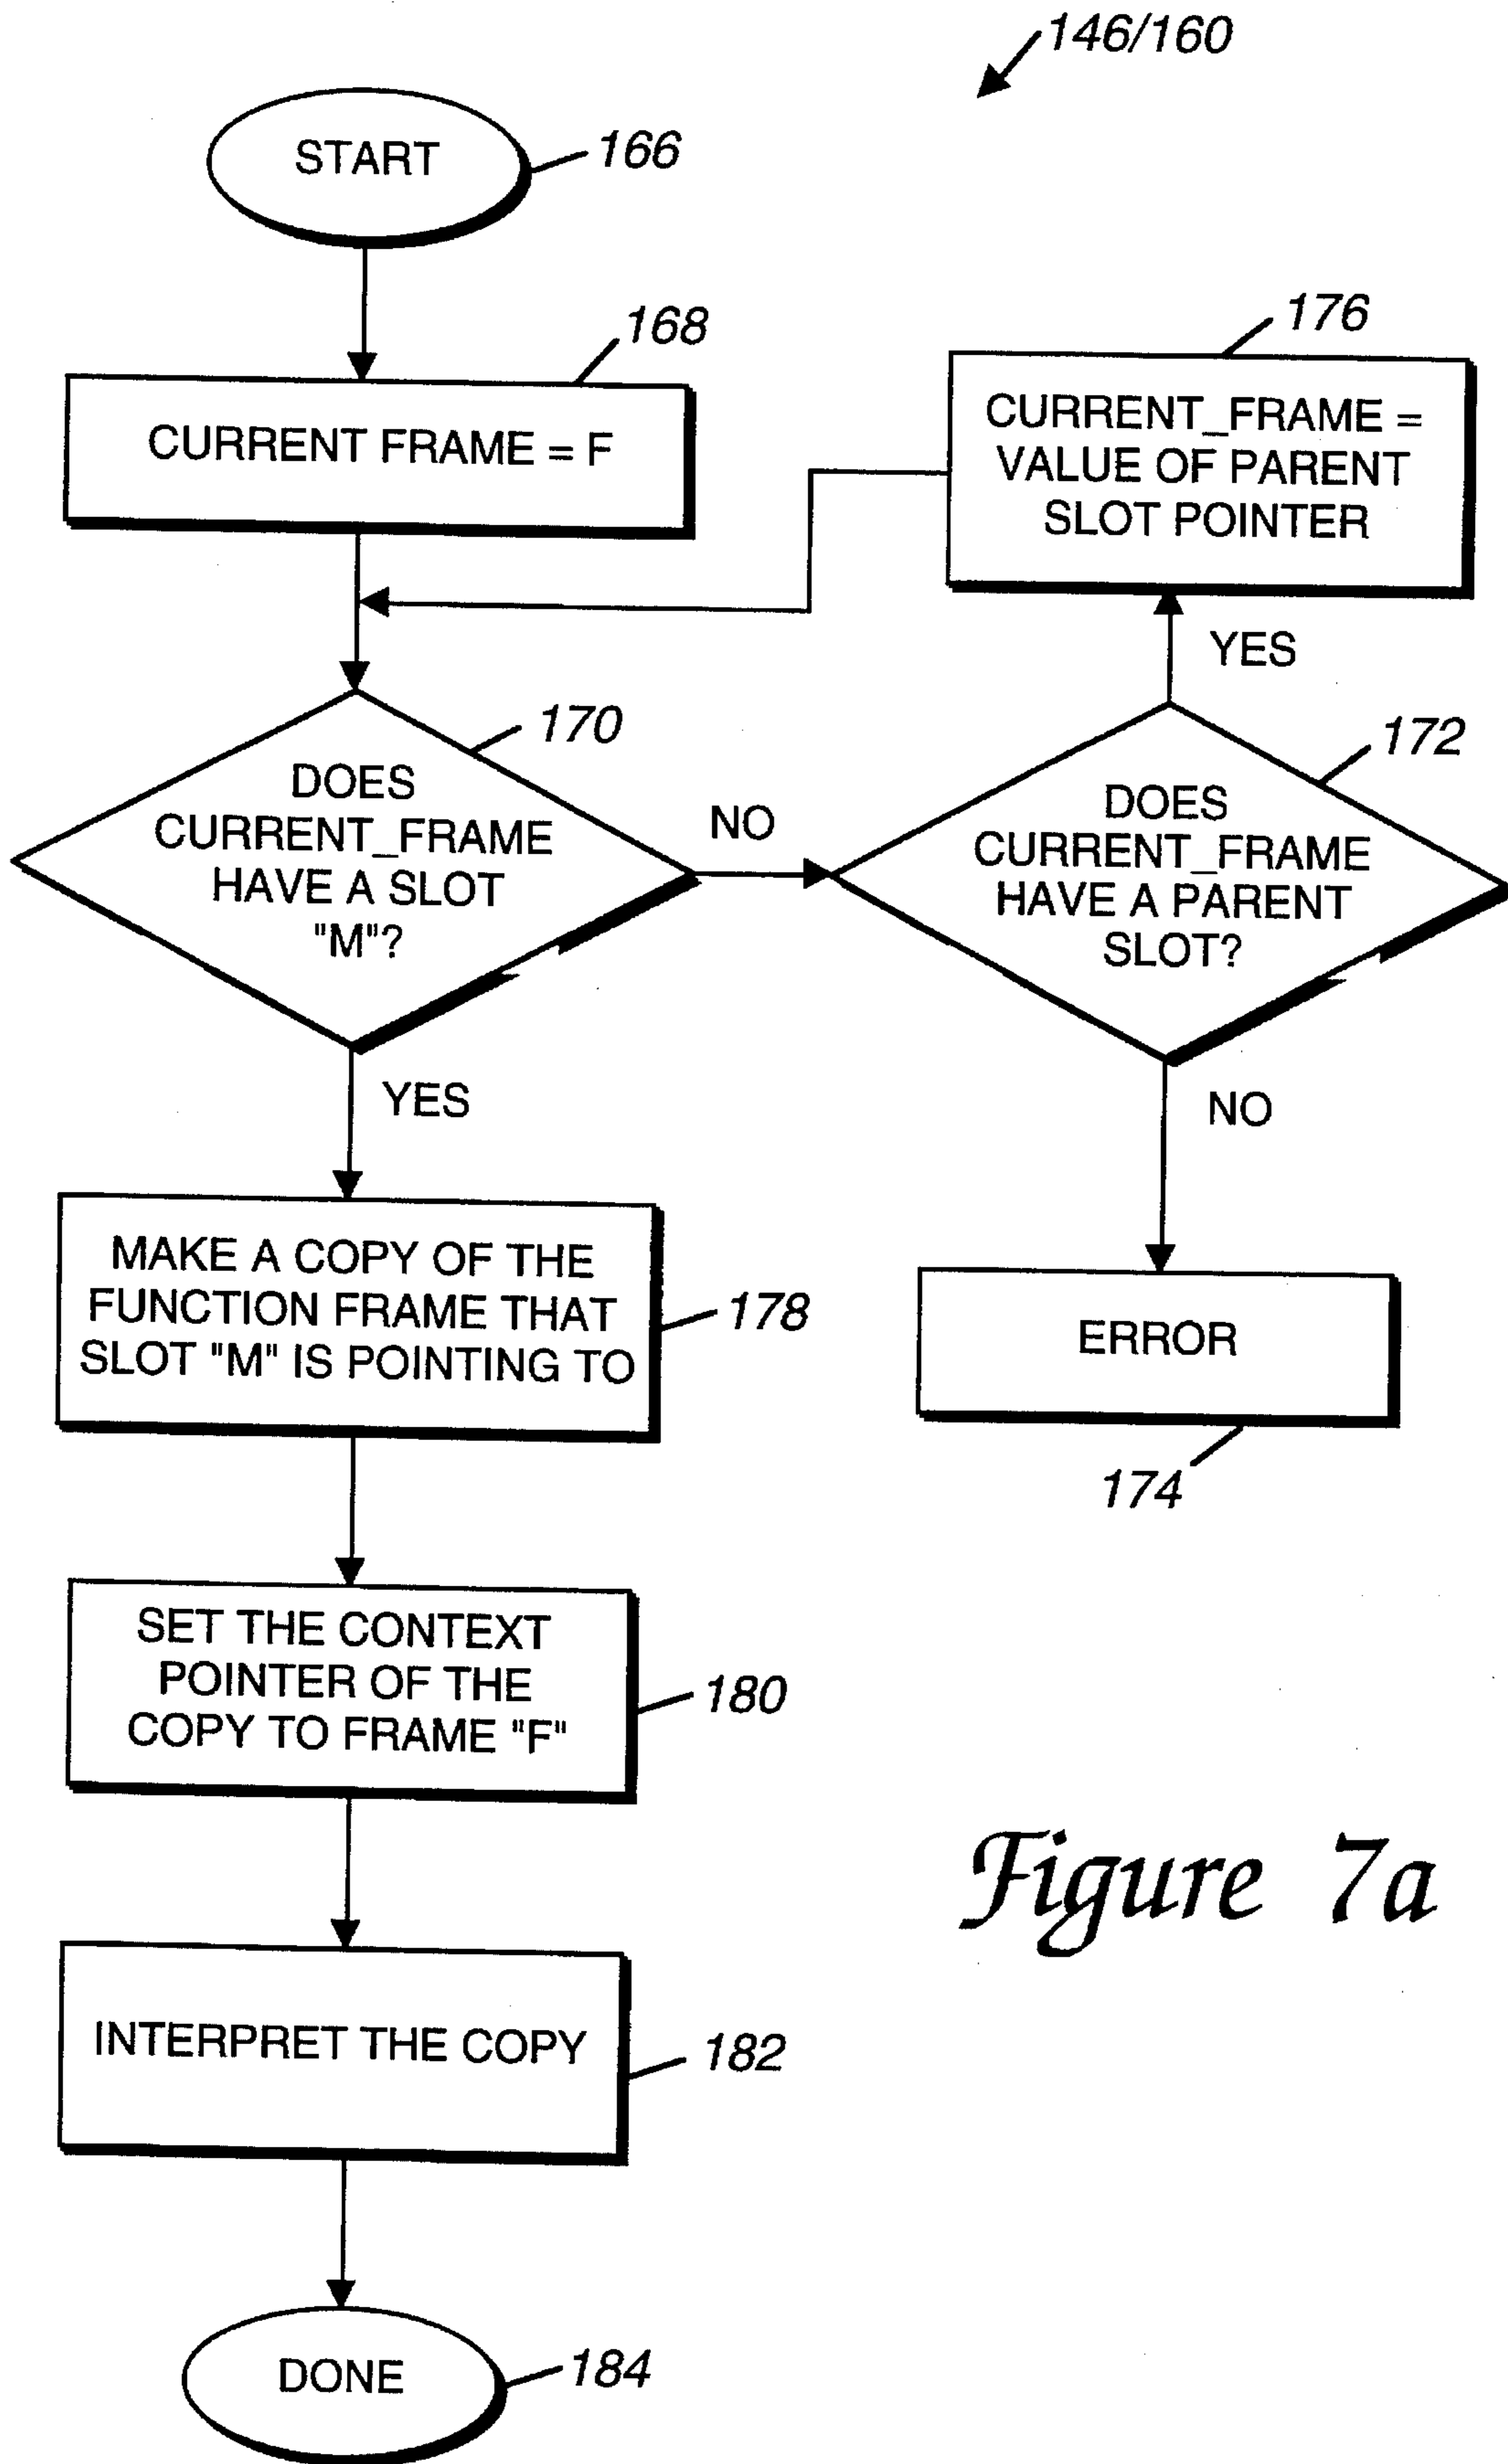 146/160
START
166
168
CURRENT FRAME = F
176
CURRENT_FRAME =
VALUE OF PARENT
SLOT POINTER
YES
170
DOES
CURRENT_FRAME
HAVE A SLOT
"M"?
NO
172
DOES
CURRENT_FRAME
HAVE A PARENT
SLOT?
YES
NO
MAKE A COPY OF THE
FUNCTION FRAME THAT
SLOT "M" IS POINTING TO
178
ERROR
174
SET THE CONTEXT
POINTER OF THE
COPY TO FRAME "F"
180
INTERPRET THE COPY
182
DONE
184
Figure 7a